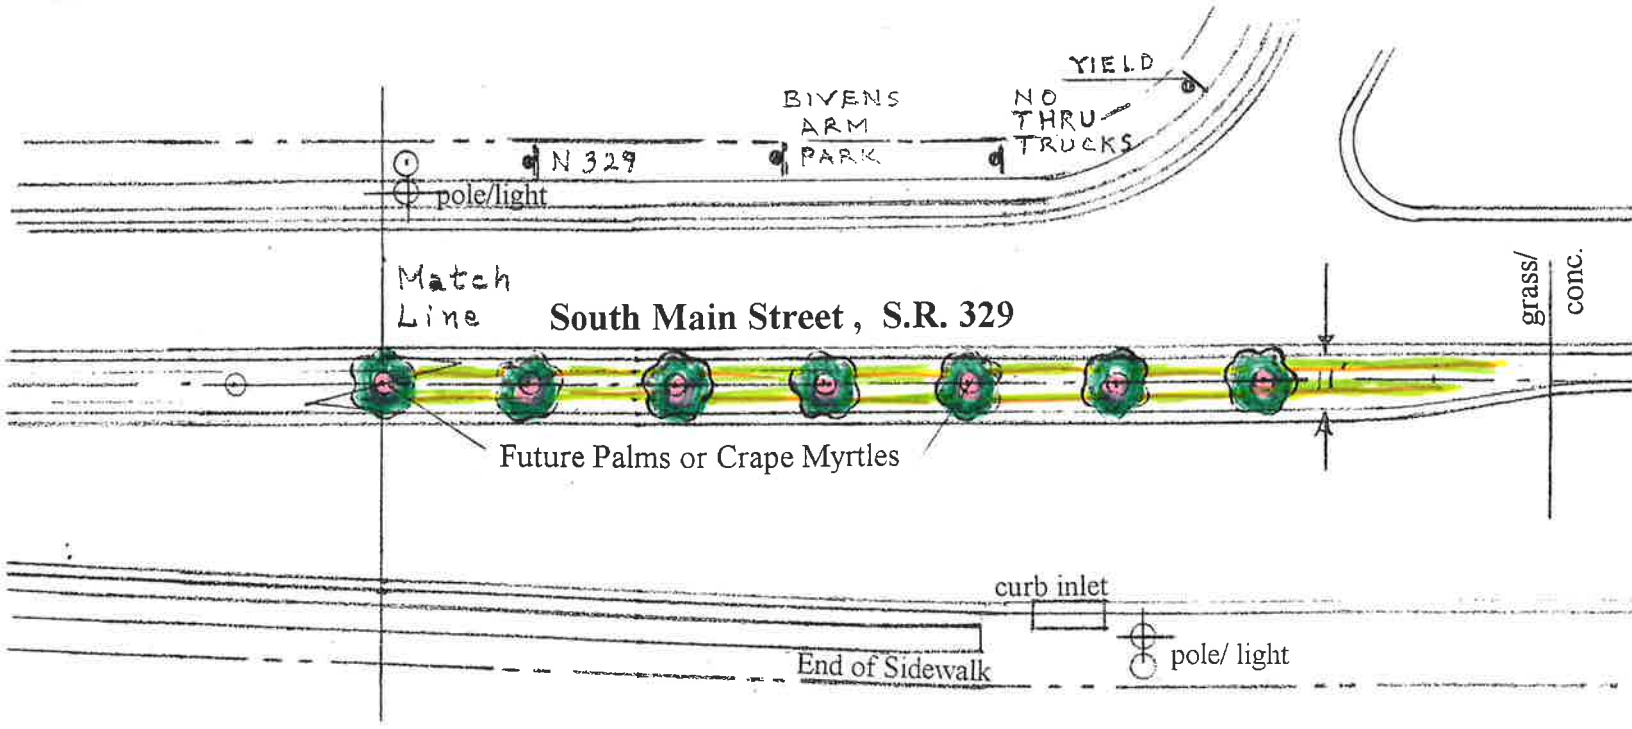 YIELD
BIVENS
ARM
PARK
NO
THRU
TRUCKS
N 329
pole/light
Match
Line
South Main Street, S.R. 329
grass/
conc.
11'
Future Palms or Crape Myrtles
curb inlet
End of Sidewalk
pole/ light